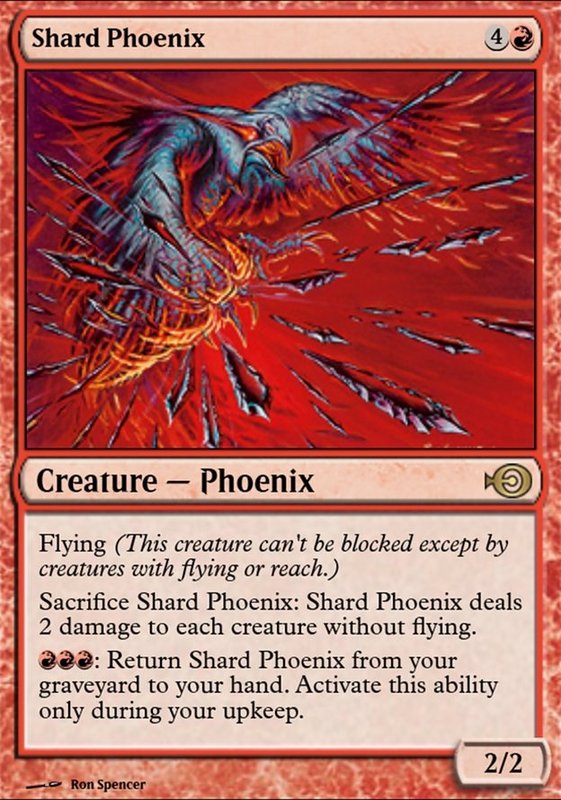 Shard Phoenix 4
Creature — Phoenix
Flying (This creature can't be blocked except by
creatures with flying or reach.)
Sacrifice Shard Phoenix: Shard Phoenix deals
2 damage to each creature without flying.
: Return Shard Phoenix from your
graveyard to your hand. Activate this ability
only during your upkeep.
2/2
Ron Spencer